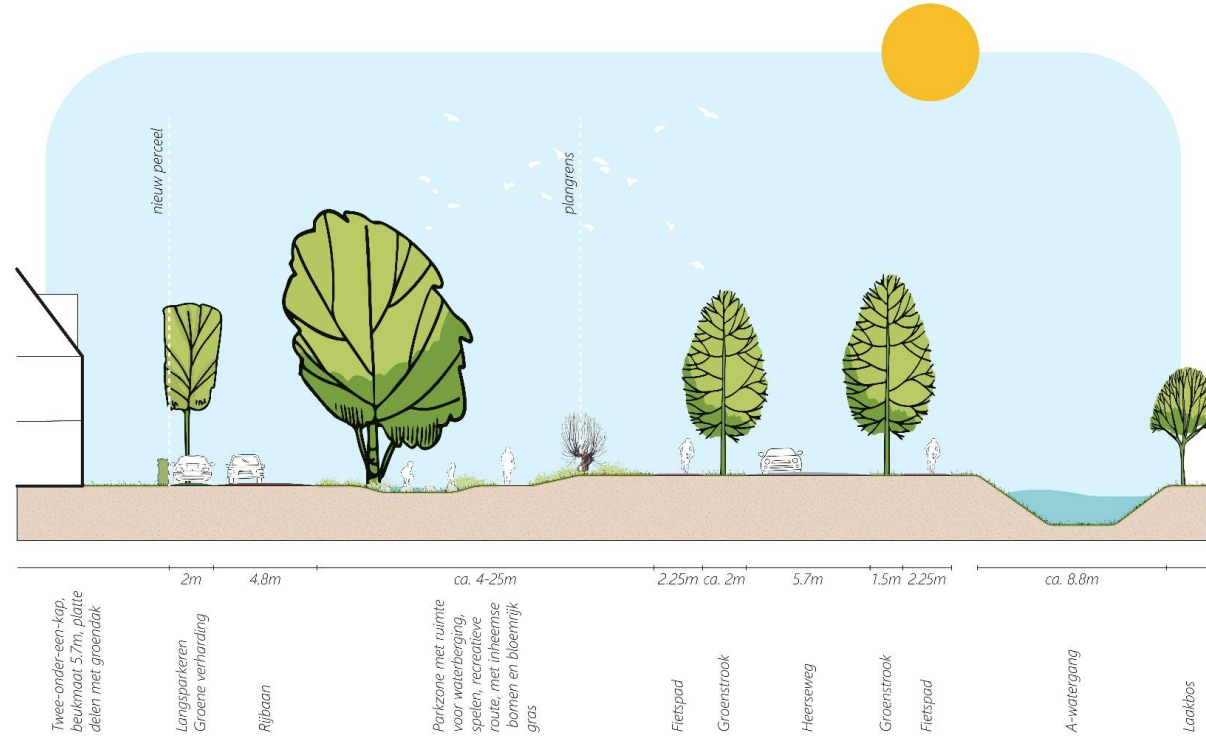 nieuw perceel
plangrens
2m
4.8m
ca. 4-25m
2.25m
ca. 2m
5.7m
1.5m
2.25m
ca. 8.8m
Twee-onder-een-kap,
beukmaat 5.7m, platte
delen met groendak
Langsparkeren
Groene verharding
Rijbaan
Parkzone met ruimte
voor waterberging,
spelen, recreatieve
route, met inheemse
bomen en bloemrijk
gras
Fietspad
Groenstrook
Heerseweg
Groenstrook
Fietspad
A-watergang
Laakbos